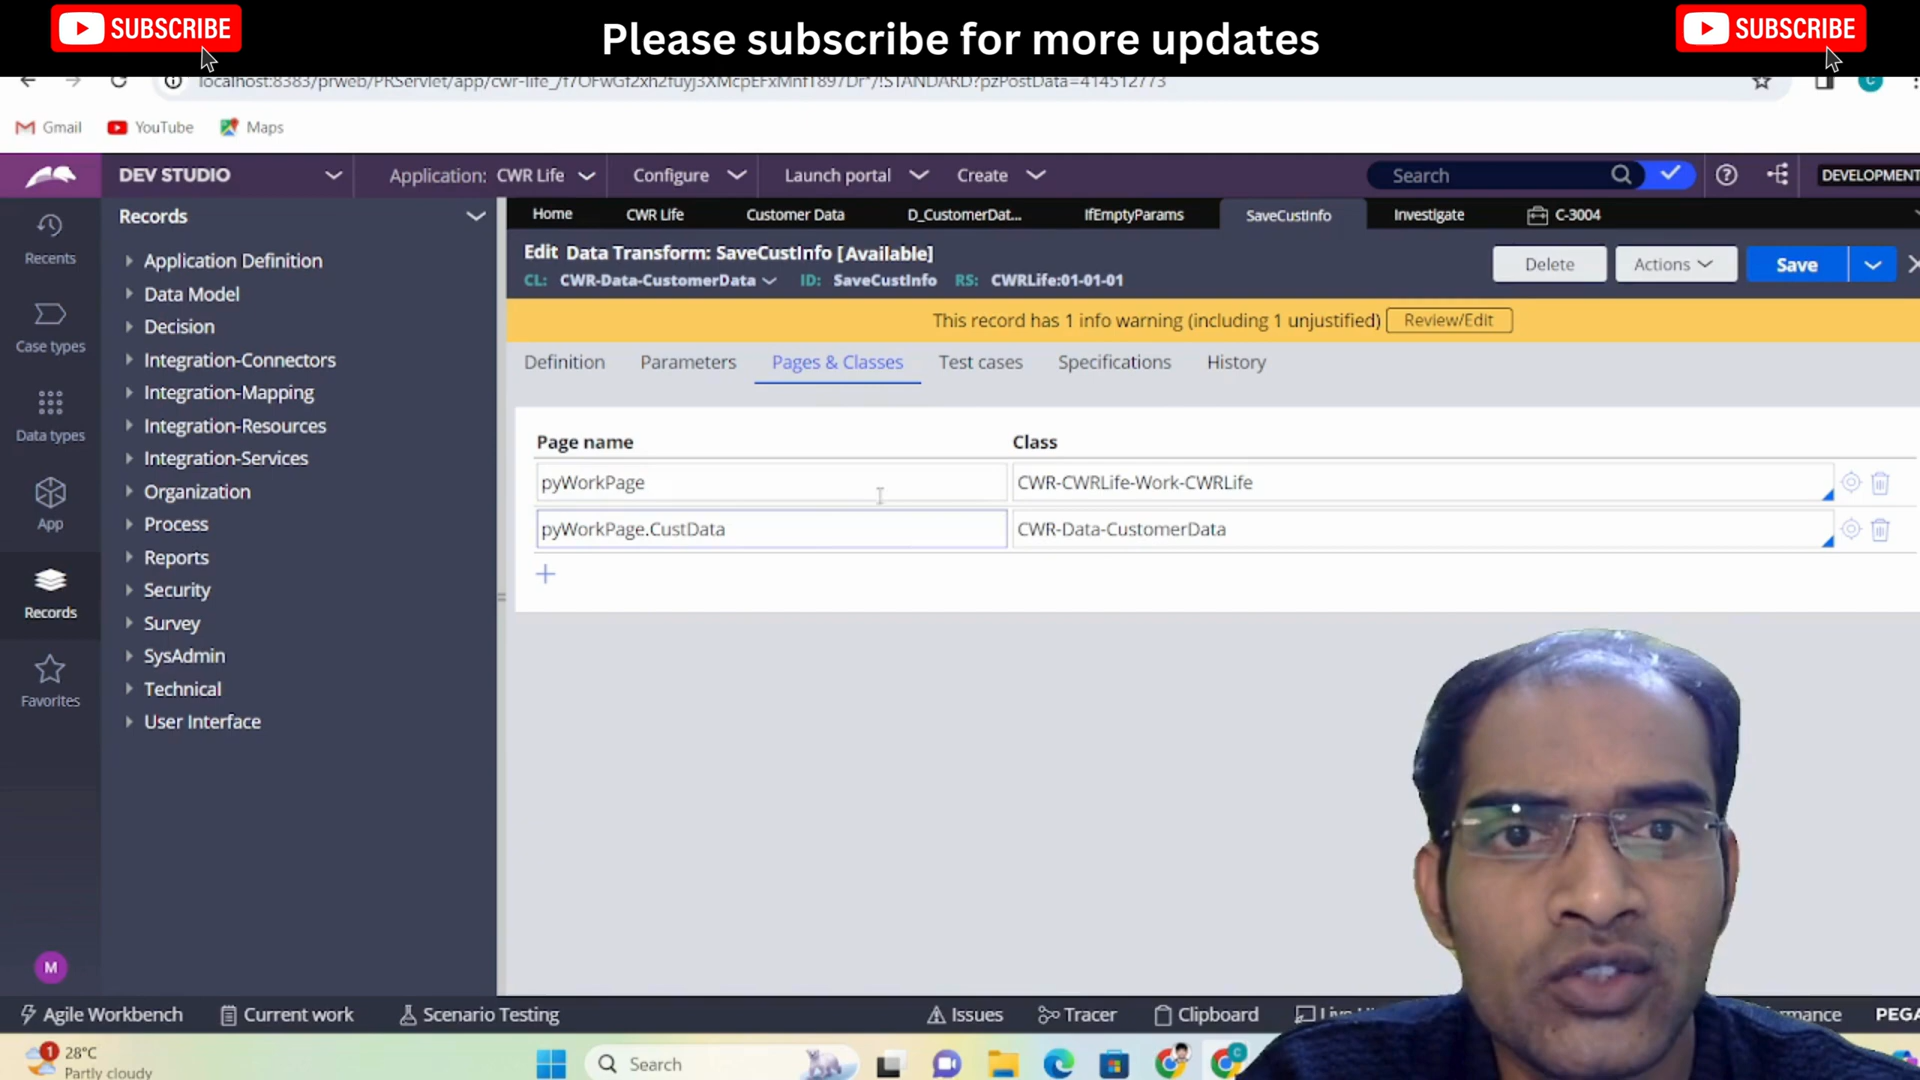 SUBSCRIBE
Please subscribe for more updates
SUBSCRIBE
Gmail
YouTube
Maps
DEV STUDIO
Application: CWR Life
Configure
Launch portal
Create
Search
DEVELOPMENT
Recents
Case types
Data types
App
Records
Favorites
M
Records
Application Definition
Data Model
Decision
Integration-Connectors
Integration-Mapping
Integration-Resources
Integration-Services
Organization
Process
Reports
Security
Survey
SysAdmin
Technical
User Interface
Home
CWR Life
Customer Data
D_CustomerDat...
IfEmptyParams
SaveCustInfo
Investigate
C-3004
Edit Data Transform: SaveCustInfo [Available]
CL: CWR-Data-CustomerData ID: SaveCustInfo RS: CWRLife:01-01-01
Delete
Actions
Save
This record has 1 info warning (including 1 unjustified)
Review/Edit
Definition
Parameters
Pages & Classes
Test cases
Specifications
History
Page name
Class
pyWorkPage
CWR-CWRLife-Work-CWRLife
pyWorkPage.CustData
CWR-Data-CustomerData
Agile Workbench
Current work
Scenario Testing
Issues
Tracer
Clipboard
1
28°C
Partly cloudy
Search